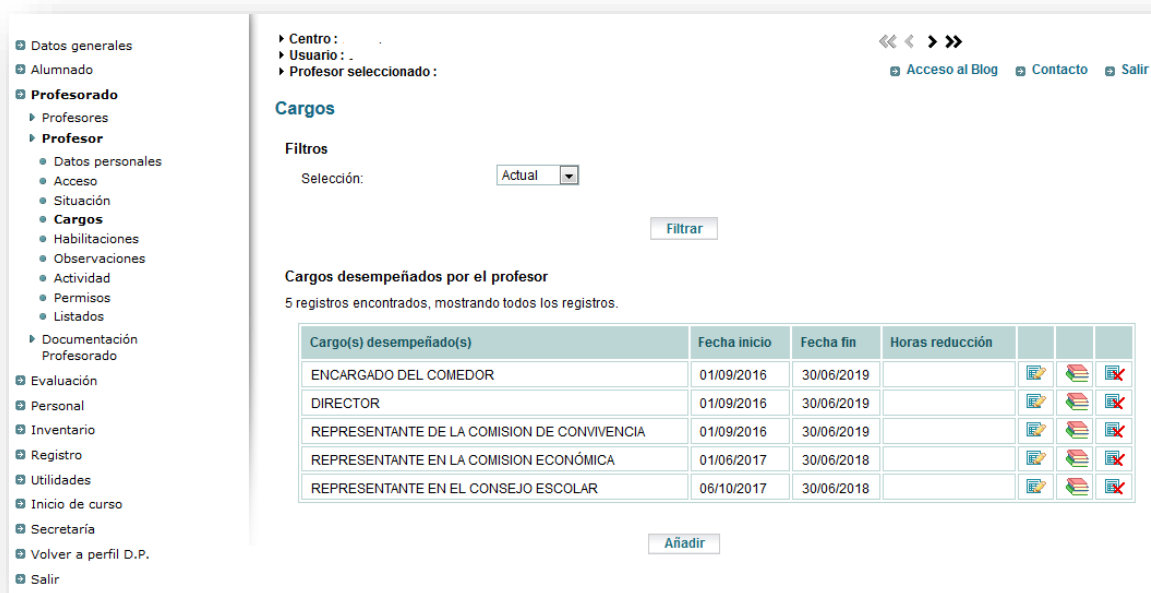 Datos generales
Alumnado
Profesorado
Profesores
Profesor
Datos personales
Acceso
Situación
Cargos
Habilitaciones
Observaciones
Actividad
Permisos
Listados
Documentación
Profesorado
Evaluación
Personal
Inventario
Registro
Utilidades
Inicio de curso
Secretaría
Volver a perfil D.P.
Salir
Centro :
Usuario :
Profesor seleccionado :
Acceso al Blog Contacto Salir
Cargos
Filtros
Selección: Actual
Filtrar
Cargos desempeñados por el profesor
5 registros encontrados, mostrando todos los registros.
Cargo(s) desempeñado(s) Fecha inicio Fecha fin Horas reducción
ENCARGADO DEL COMEDOR 01/09/2016 30/06/2019
DIRECTOR 01/09/2016 30/06/2019
REPRESENTANTE DE LA COMISION DE CONVIVENCIA 01/09/2016 30/06/2019
REPRESENTANTE EN LA COMISION ECONÓMICA 01/06/2017 30/06/2018
REPRESENTANTE EN EL CONSEJO ESCOLAR 06/10/2017 30/06/2018
Añadir